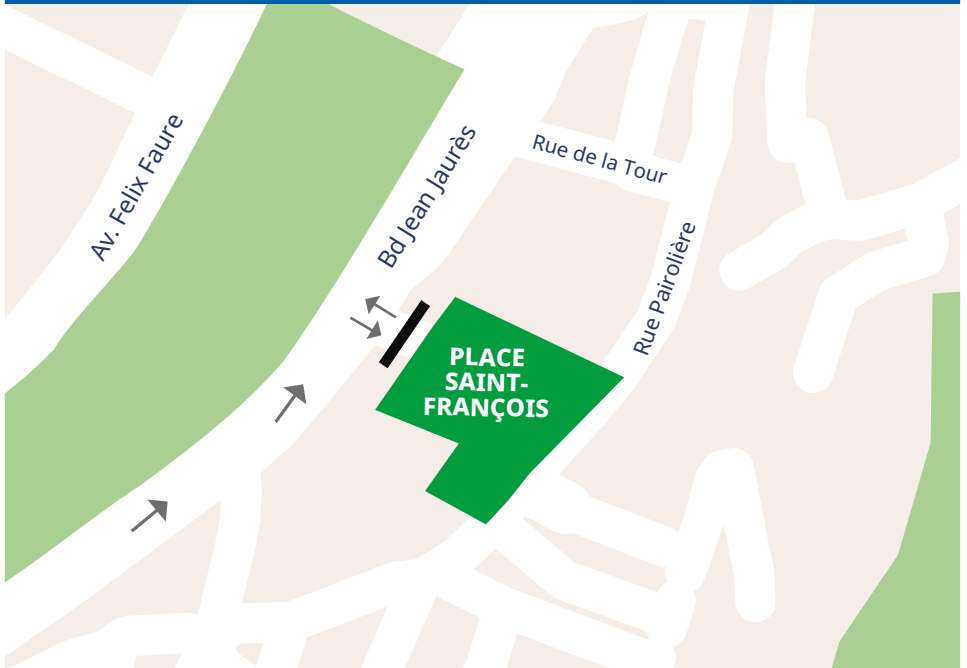 Av. Felix Faure
Bd Jean Jaurès
Rue de la Tour
Rue Pairolière
PLACE
SAINT-
FRANÇOIS